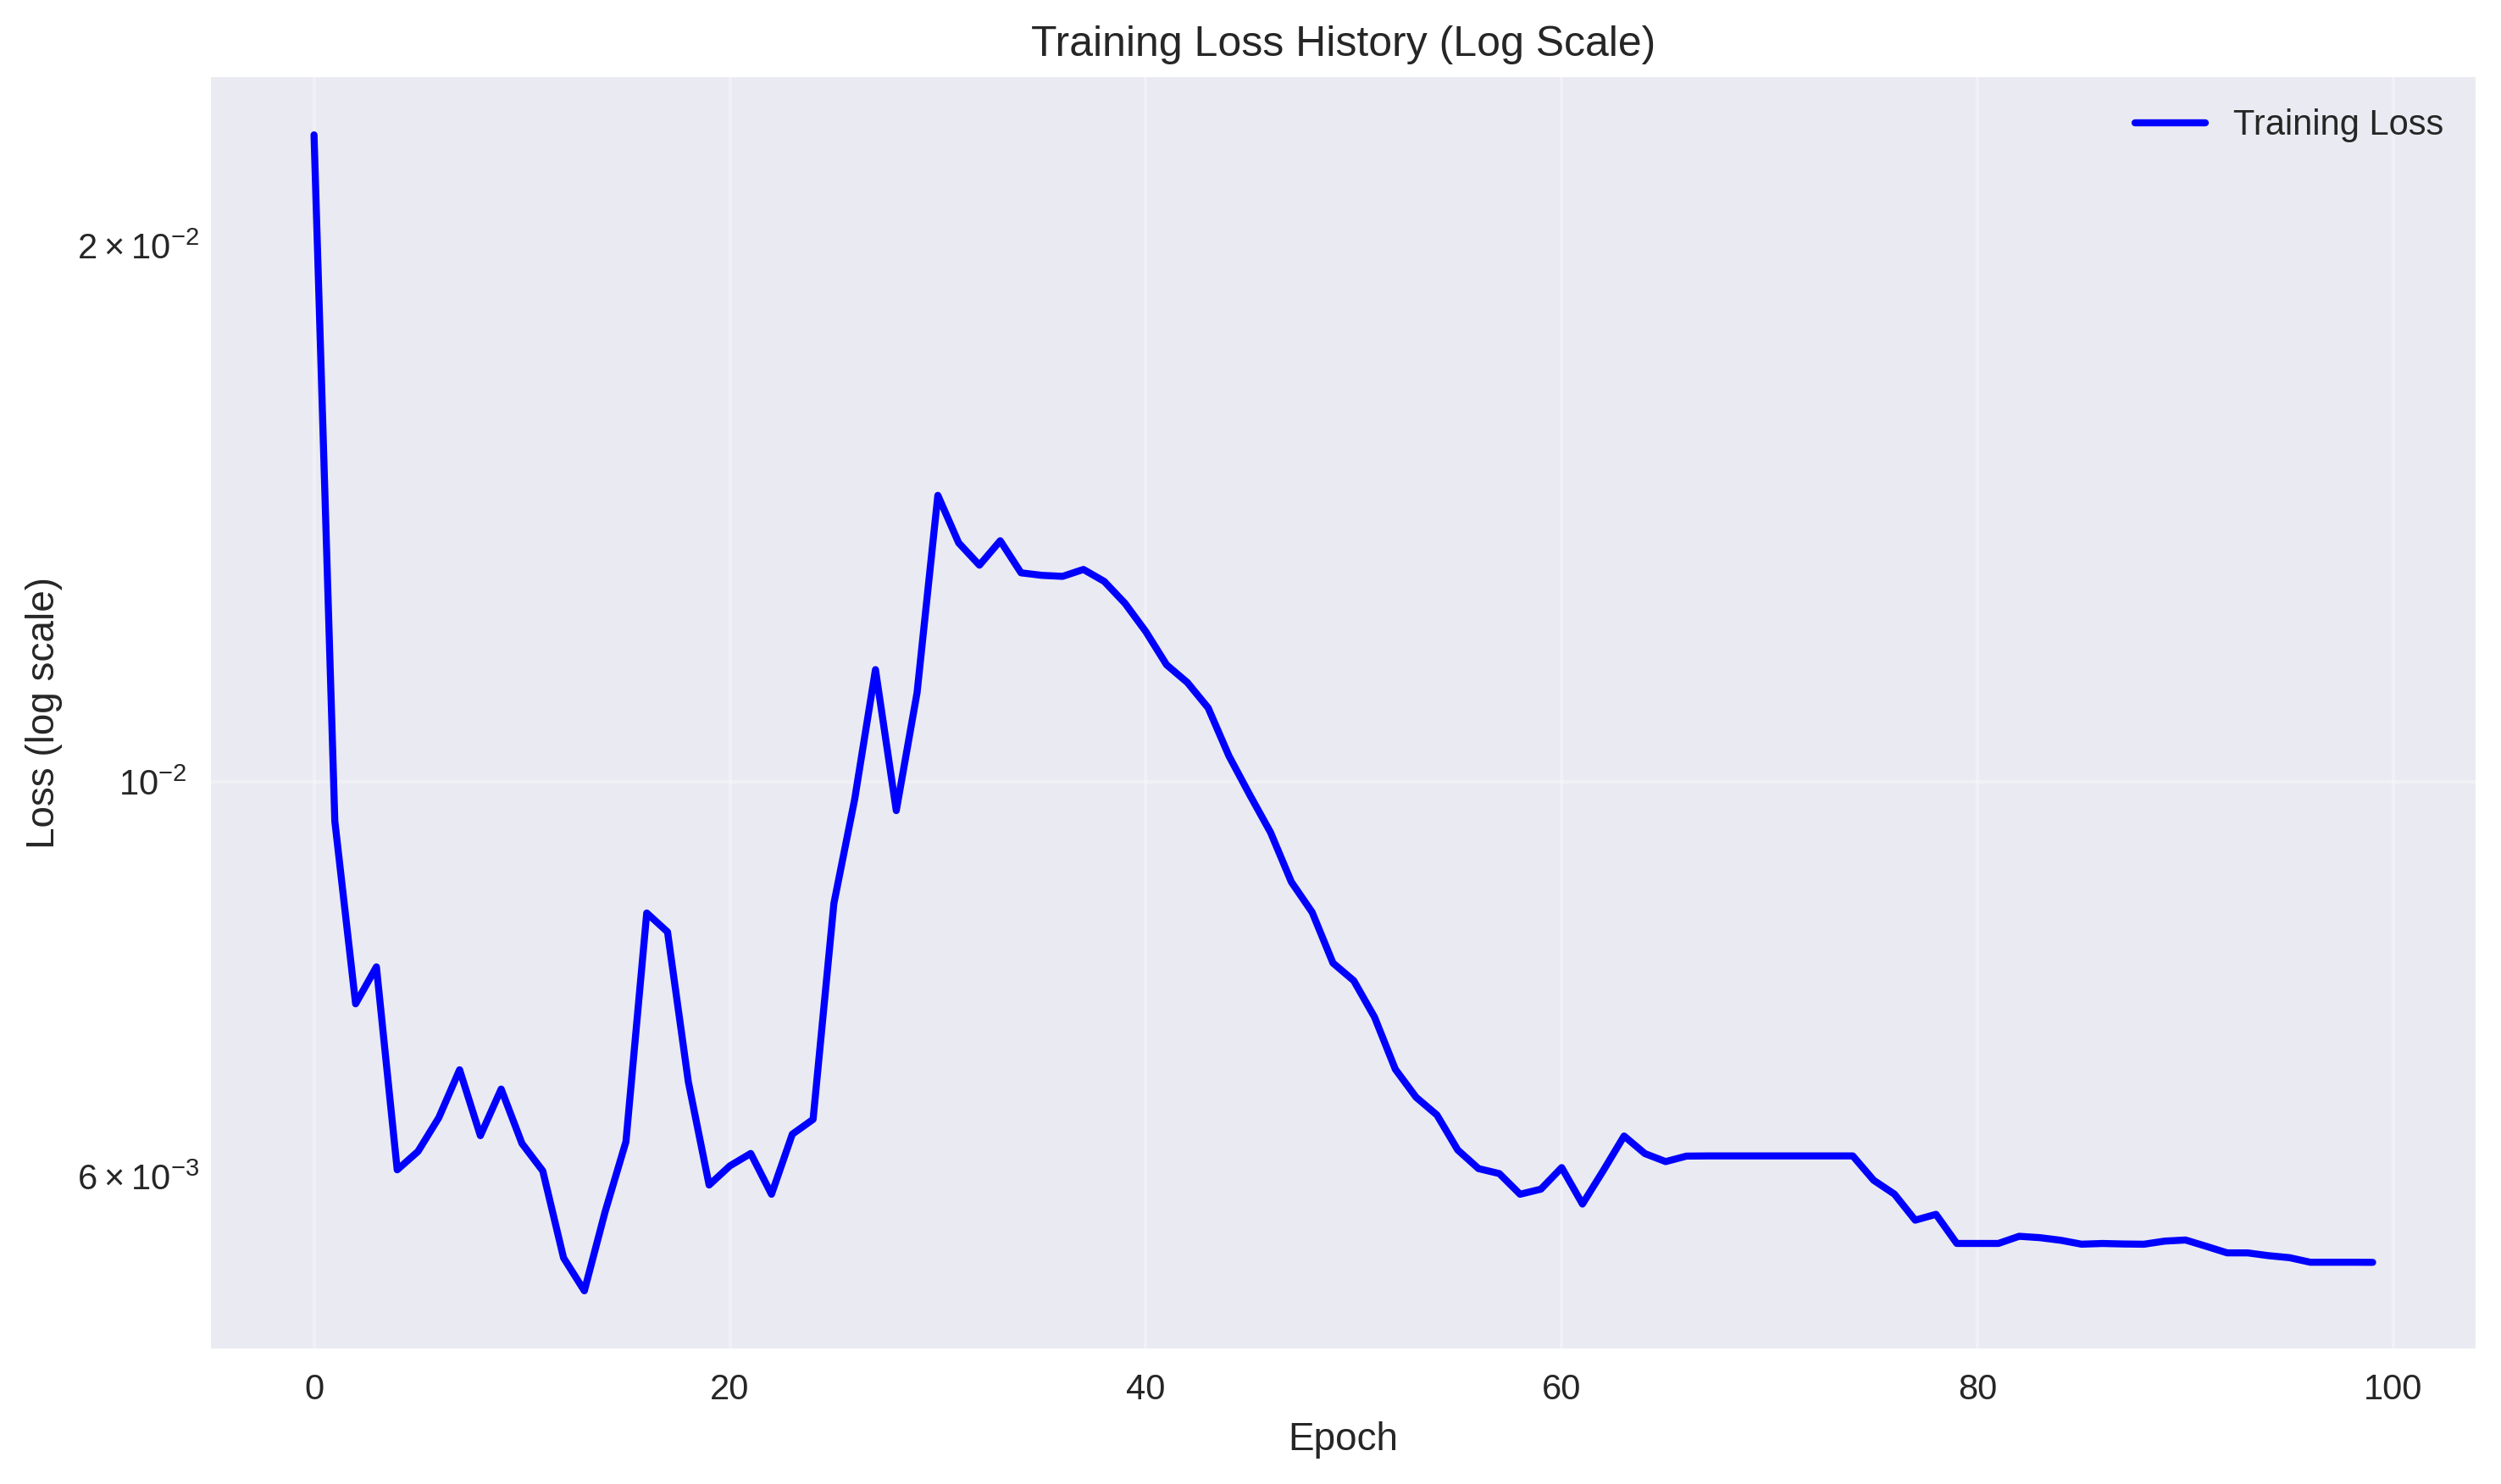 Training Loss History (Log Scale)
Training Loss
2 × 10⁻²
10⁻²
6 × 10⁻³
Loss (log scale)
0 20 40 60 80 100
Epoch